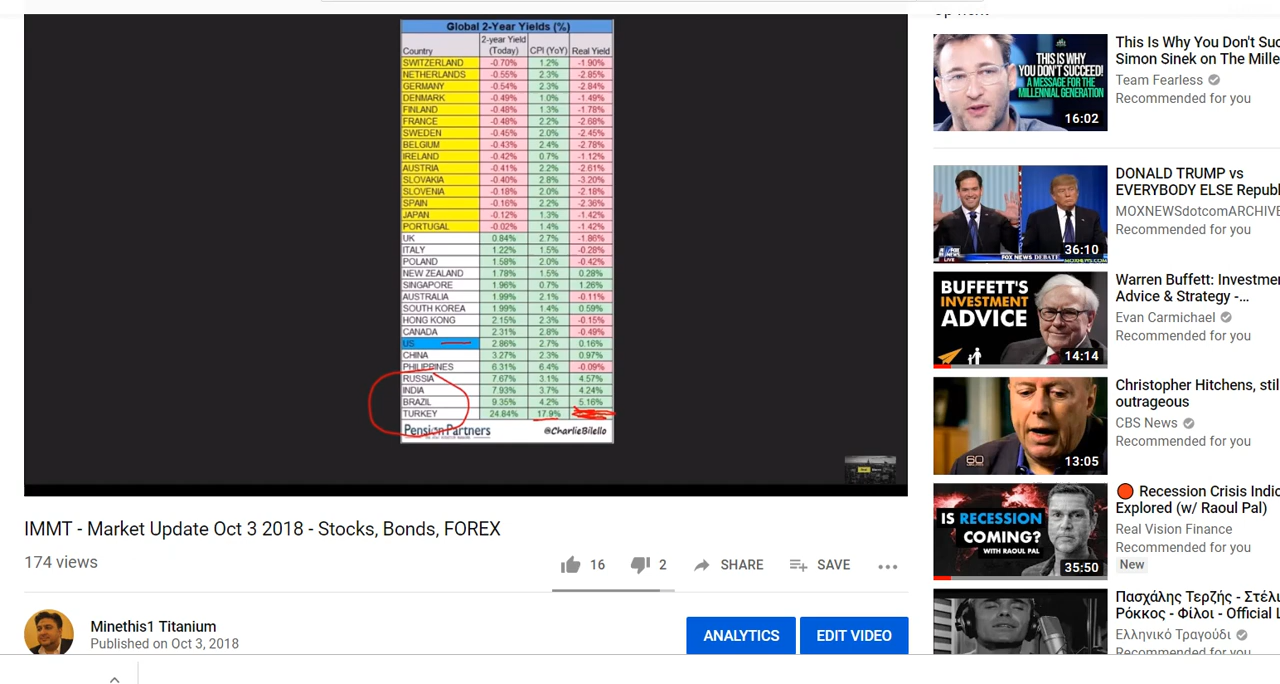 Global 2-Year Yields (%)
Country 2-year Yield (Today) CPI (YoY) Real Yield
SWITZERLAND -0.70% 1.2% -1.90%
NETHERLANDS -0.55% 2.3% -2.85%
GERMANY -0.54% 2.3% -2.84%
DENMARK -0.49% 1.0% -1.49%
FINLAND -0.48% 1.3% -1.78%
FRANCE -0.48% 2.2% -2.68%
SWEDEN -0.45% 2.0% -2.45%
BELGIUM -0.43% 2.4% -2.78%
IRELAND -0.42% 0.7% -1.12%
AUSTRIA -0.41% 2.2% -2.61%
SLOVAKIA -0.40% 2.8% -3.20%
SLOVENIA -0.18% 2.0% -2.18%
SPAIN -0.16% 2.2% -2.36%
JAPAN -0.12% 1.3% -1.42%
PORTUGAL -0.02% 1.4% -1.42%
UK 0.84% 2.7% -1.86%
ITALY 1.22% 1.5% -0.28%
POLAND 1.58% 2.0% -0.42%
NEW ZEALAND 1.78% 1.5% 0.28%
SINGAPORE 1.96% 0.7% 1.26%
AUSTRALIA 1.99% 2.1% -0.11%
SOUTH KOREA 1.99% 1.4% 0.59%
HONG KONG 2.15% 2.3% -0.15%
CANADA 2.31% 2.8% -0.49%
US 2.86% 2.7% 0.16%
CHINA 3.27% 2.3% 0.97%
PHILIPPINES 6.31% 6.4% -0.09%
RUSSIA 7.67% 3.1% 4.57%
INDIA 7.93% 3.7% 4.24%
BRAZIL 9.35% 4.2% 5.16%
TURKEY 24.84% 17.9%
PensionPartners @CharlieBilello
IMMT - Market Update Oct 3 2018 - Stocks, Bonds, FOREX
174 views
16 2 SHARE SAVE
Minethis1 Titanium
Published on Oct 3, 2018
ANALYTICS EDIT VIDEO
THIS IS WHY
YOU DON'T SUCCEED!
A MESSAGE FOR THE
MILLENNIAL GENERATION
16:02
This Is Why You Don't Suc
Simon Sinek on The Mille
Team Fearless
Recommended for you
FOX NEWS DEBATE
LIVE
36:10
DONALD TRUMP vs
EVERYBODY ELSE Republ
MOXNEWSdotcomARCHIVE
Recommended for you
BUFFETT'S
INVESTMENT
ADVICE
14:14
Warren Buffett: Investmen
Advice & Strategy -...
Evan Carmichael
Recommended for you
60
13:05
Christopher Hitchens, stil
outrageous
CBS News
Recommended for you
IS RECESSION
COMING?
WITH RAOUL PAL
35:50
Recession Crisis Indic
Explored (w/ Raoul Pal)
Real Vision Finance
Recommended for you
New
Πασχάλης Τερζής - Στέλι
Ρόκκος - Φίλοι - Official L
Ελληνικό Τραγούδι
Recommended for you